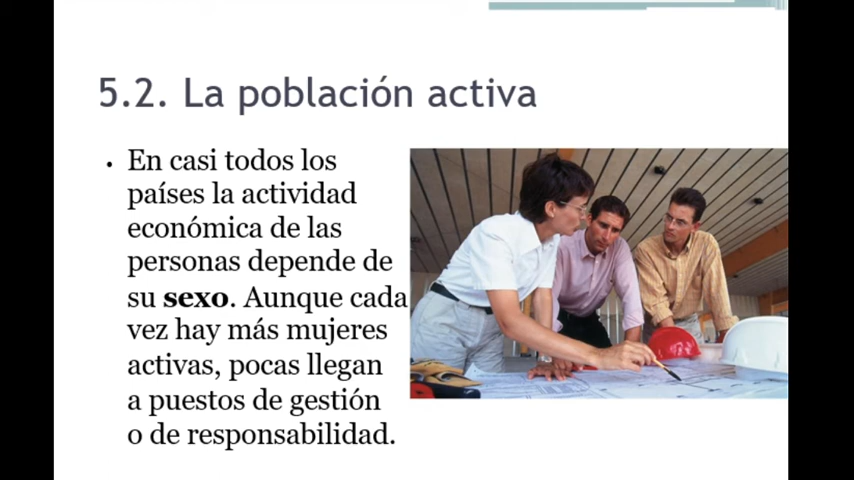 5.2. La población activa
• En casi todos los
países la actividad
económica de las
personas depende de
su sexo. Aunque cada
vez hay más mujeres
activas, pocas llegan
a puestos de gestión
o de responsabilidad.